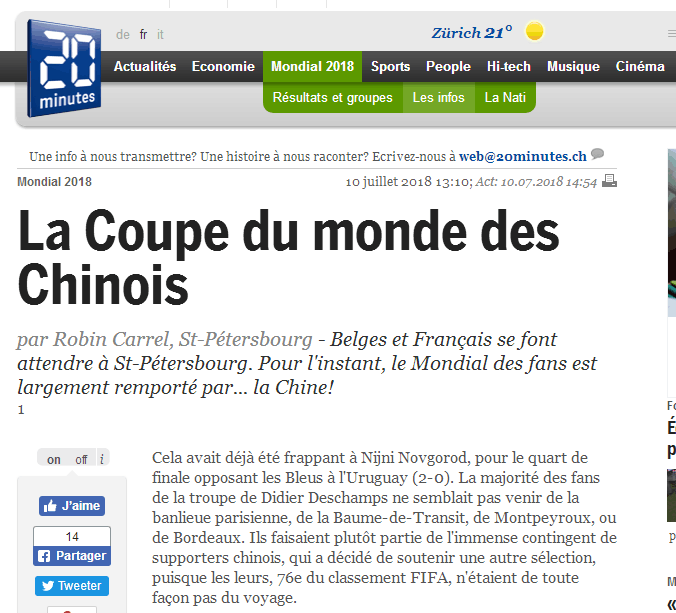 20
minutes
de fr it
Zürich 21°
Actualités Economie Mondial 2018 Sports People Hi-tech Musique Cinéma
Résultats et groupes Les infos La Nati
Une info à nous transmettre? Une histoire à nous raconter? Ecrivez-nous à web@20minutes.ch
Mondial 2018 10 juillet 2018 13:10; Act: 10.07.2018 14:54
La Coupe du monde des
Chinois
par Robin Carrel, St-Pétersbourg - Belges et Français se font
attendre à St-Pétersbourg. Pour l'instant, le Mondial des fans est
largement remporté par... la Chine!
1
on off i
J'aime
14
Partager
Tweeter
Cela avait déjà été frappant à Nijni Novgorod, pour le quart de
finale opposant les Bleus à l'Uruguay (2-0). La majorité des fans
de la troupe de Didier Deschamps ne semblait pas venir de la
banlieue parisienne, de la Baume-de-Transit, de Montpeyroux, ou
de Bordeaux. Ils faisaient plutôt partie de l'immense contingent de
supporters chinois, qui a décidé de soutenir une autre sélection,
puisque les leurs, 76e du classement FIFA, n'étaient de toute
façon pas du voyage.